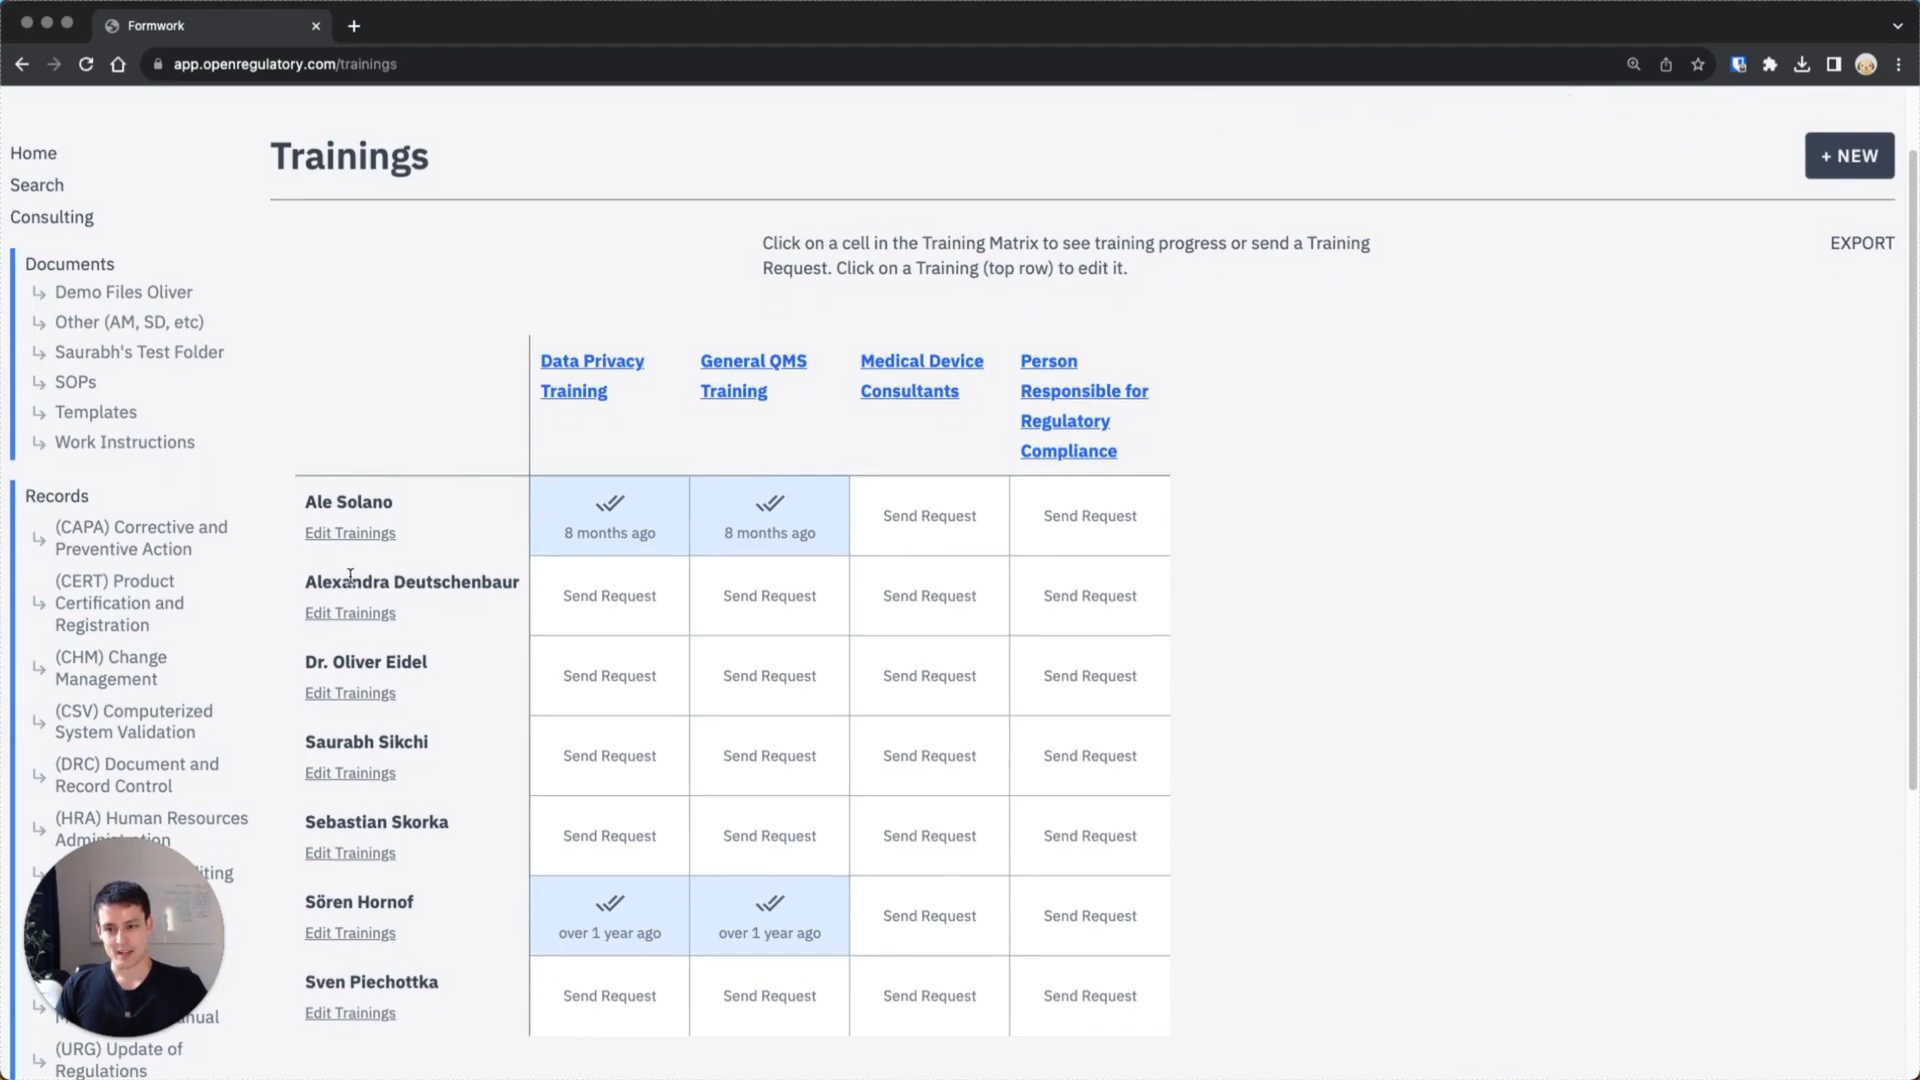 Formwork
app.openregulatory.com/trainings
Home
Search
Consulting
Documents
Demo Files Oliver
Other (AM, SD, etc)
Saurabh's Test Folder
SOPs
Templates
Work Instructions
Records
(CAPA) Corrective and
Preventive Action
(CERT) Product
Certification and
Registration
(CHM) Change
Management
(CSV) Computerized
System Validation
(DRC) Document and
Record Control
(HRA) Human Resources
(URG) Update of
Regulations
Trainings
+ NEW
Click on a cell in the Training Matrix to see training progress or send a Training
Request. Click on a Training (top row) to edit it.
EXPORT
Data Privacy
Training
General QMS
Training
Medical Device
Consultants
Person
Responsible for
Regulatory
Compliance
Ale Solano
Edit Trainings
8 months ago
8 months ago
Send Request
Send Request
Alexandra Deutschenbaur
Edit Trainings
Send Request
Send Request
Send Request
Send Request
Dr. Oliver Eidel
Edit Trainings
Send Request
Send Request
Send Request
Send Request
Saurabh Sikchi
Edit Trainings
Send Request
Send Request
Send Request
Send Request
Sebastian Skorka
Edit Trainings
Send Request
Send Request
Send Request
Send Request
Sören Hornof
Edit Trainings
over 1 year ago
over 1 year ago
Send Request
Send Request
Sven Piechottka
Edit Trainings
Send Request
Send Request
Send Request
Send Request